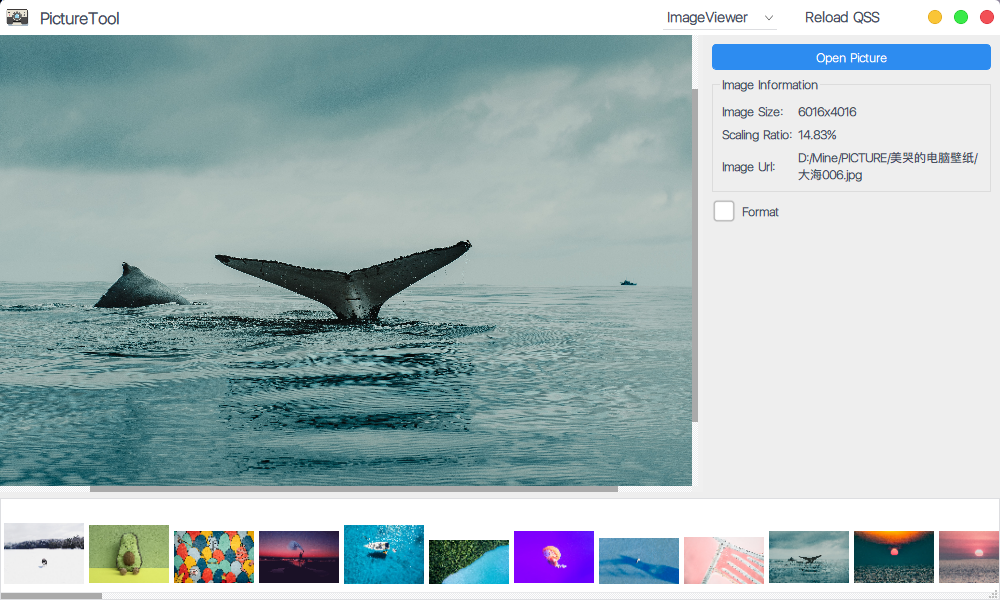 PictureTool
ImageViewer
Reload QSS
Open Picture
Image Information
Image Size: 6016x4016
Scaling Ratio: 14.83%
Image Url: D:/Mine/PICTURE/美哭的电脑壁纸/
大海006.jpg
Format